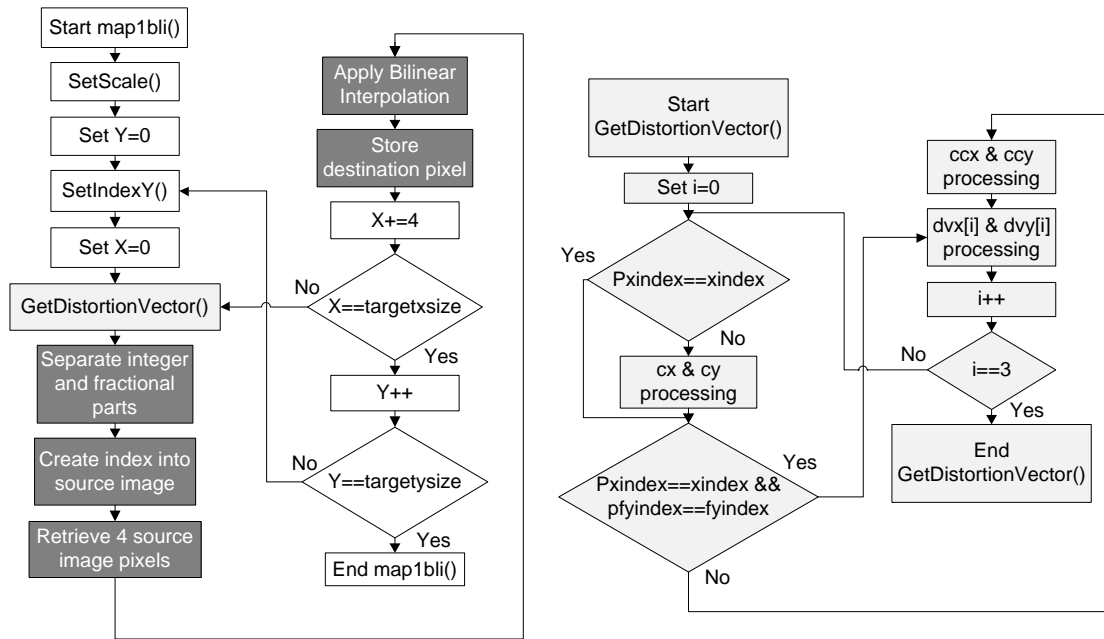 Start map1bli()
SetScale()
Set Y=0
SetIndexY()
Set X=0
GetDistortionVector()
Separate integer
and fractional
parts
Create index into
source image
Retrieve 4 source
image pixels
Apply Bilinear
Interpolation
Store
destination pixel
X+=4
No
X==targetxsize
Yes
Y++
No
Y==targetysize
Yes
End map1bli()
Start
GetDistortionVector()
Set i=0
Yes
Pxindex==xindex
No
cx & cy
processing
Yes
Pxindex==xindex &&
pfyindex==fyindex
No
ccx & ccy
processing
dvx[i] & dvy[i]
processing
i++
No
i==3
Yes
End
GetDistortionVector()